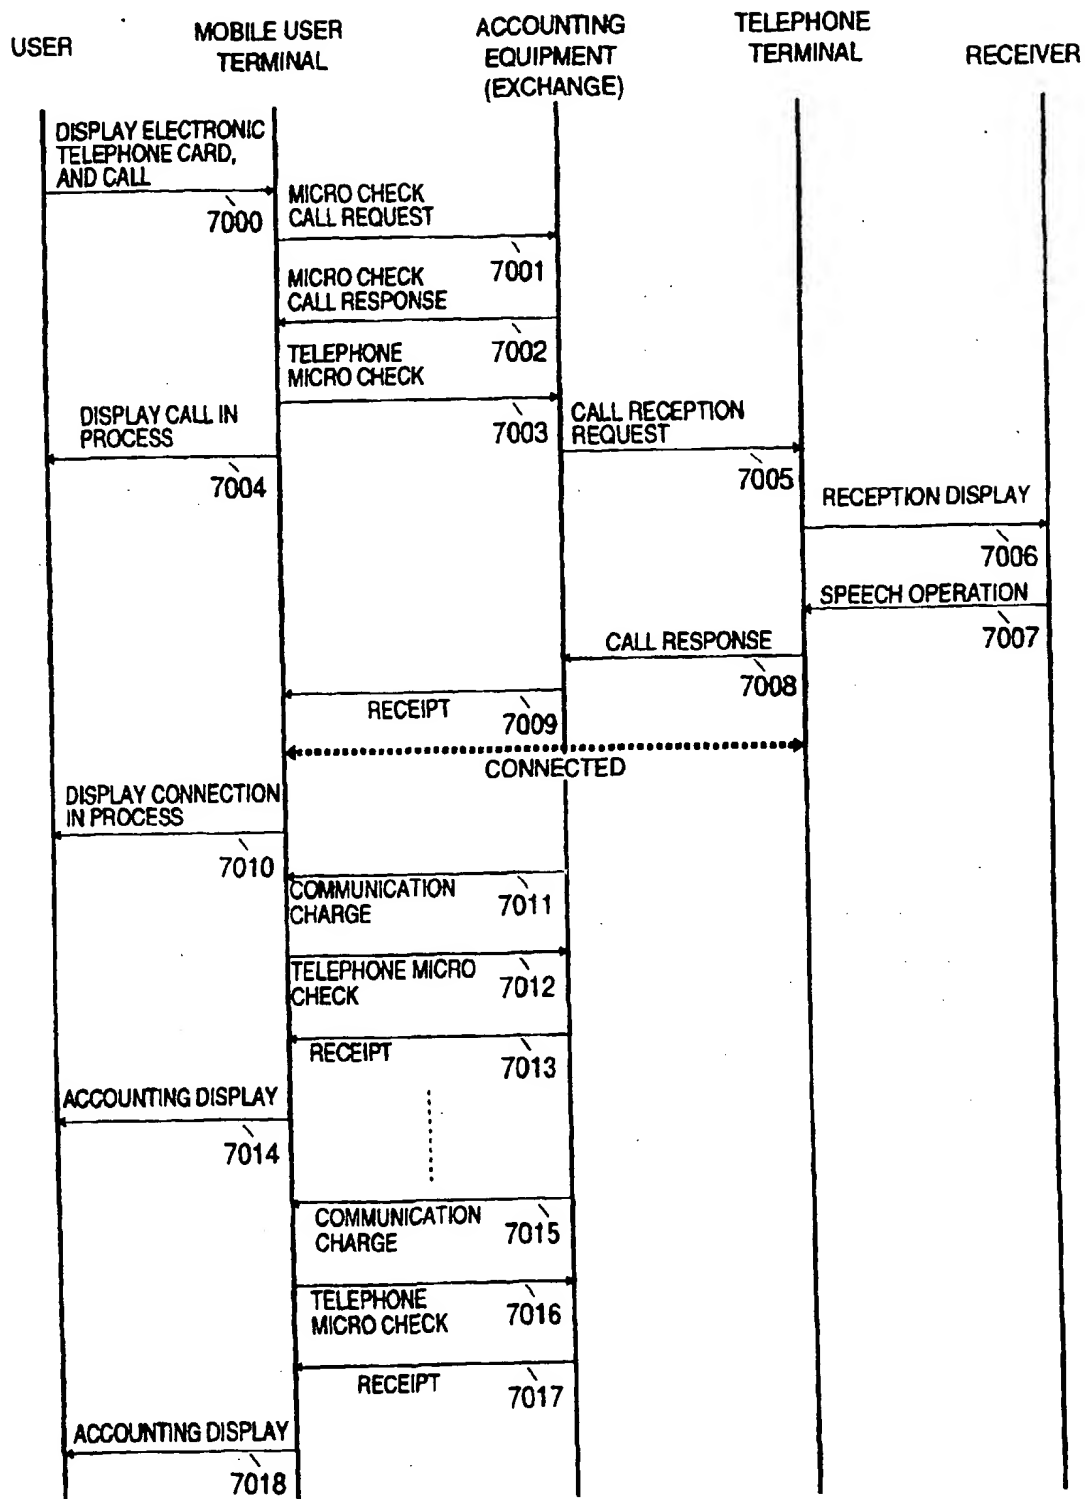 USER
MOBILE USER
TERMINAL
ACCOUNTING
EQUIPMENT
(EXCHANGE)
TELEPHONE
TERMINAL
RECEIVER
DISPLAY ELECTRONIC
TELEPHONE CARD,
AND CALL
7000
MICRO CHECK
CALL REQUEST
7001
MICRO CHECK
CALL RESPONSE
7002
TELEPHONE
MICRO CHECK
7003
DISPLAY CALL IN
PROCESS
7004
CALL RECEPTION
REQUEST
7005
RECEPTION DISPLAY
7006
SPEECH OPERATION
7007
CALL RESPONSE
7008
RECEIPT
7009
CONNECTED
DISPLAY CONNECTION
IN PROCESS
7010
COMMUNICATION
CHARGE
7011
TELEPHONE MICRO
CHECK
7012
RECEIPT
7013
ACCOUNTING DISPLAY
7014
COMMUNICATION
CHARGE
7015
TELEPHONE
MICRO CHECK
7016
RECEIPT
7017
ACCOUNTING DISPLAY
7018